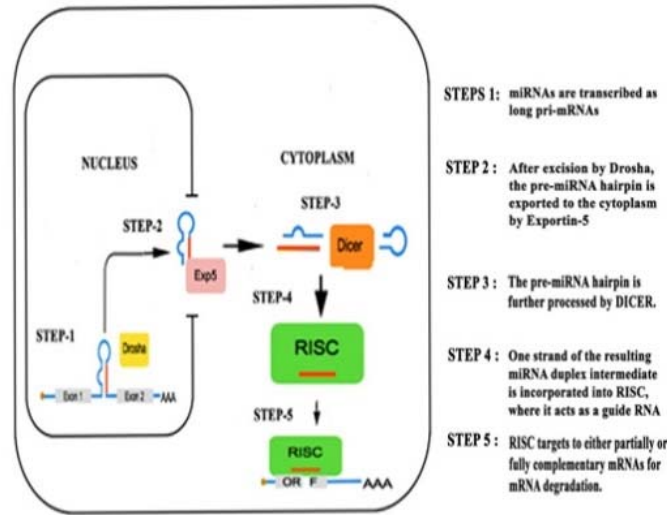 NUCLEUS
CYTOPLASM
STEP-3
STEP-2
Dicer
Exp5
STEP-4
STEP-1
Drosha
RISC
Exon 1
Exon 2
AAA
STEP-5
RISC
OR F
AAA
STEPS 1: miRNAs are transcribed as
long pri-mRNAs
STEP 2: After excision by Drosha,
the pre-miRNA hairpin is
exported to the cytoplasm
by Exportin-5
STEP 3: The pre-miRNA hairpin is
further processed by DICER.
STEP 4: One strand of the resulting
miRNA duplex intermediate
is incorporated into RISC,
where it acts as a guide RNA
STEP 5: RISC targets to either partially or
fully complementary mRNAs for
mRNA degradation.